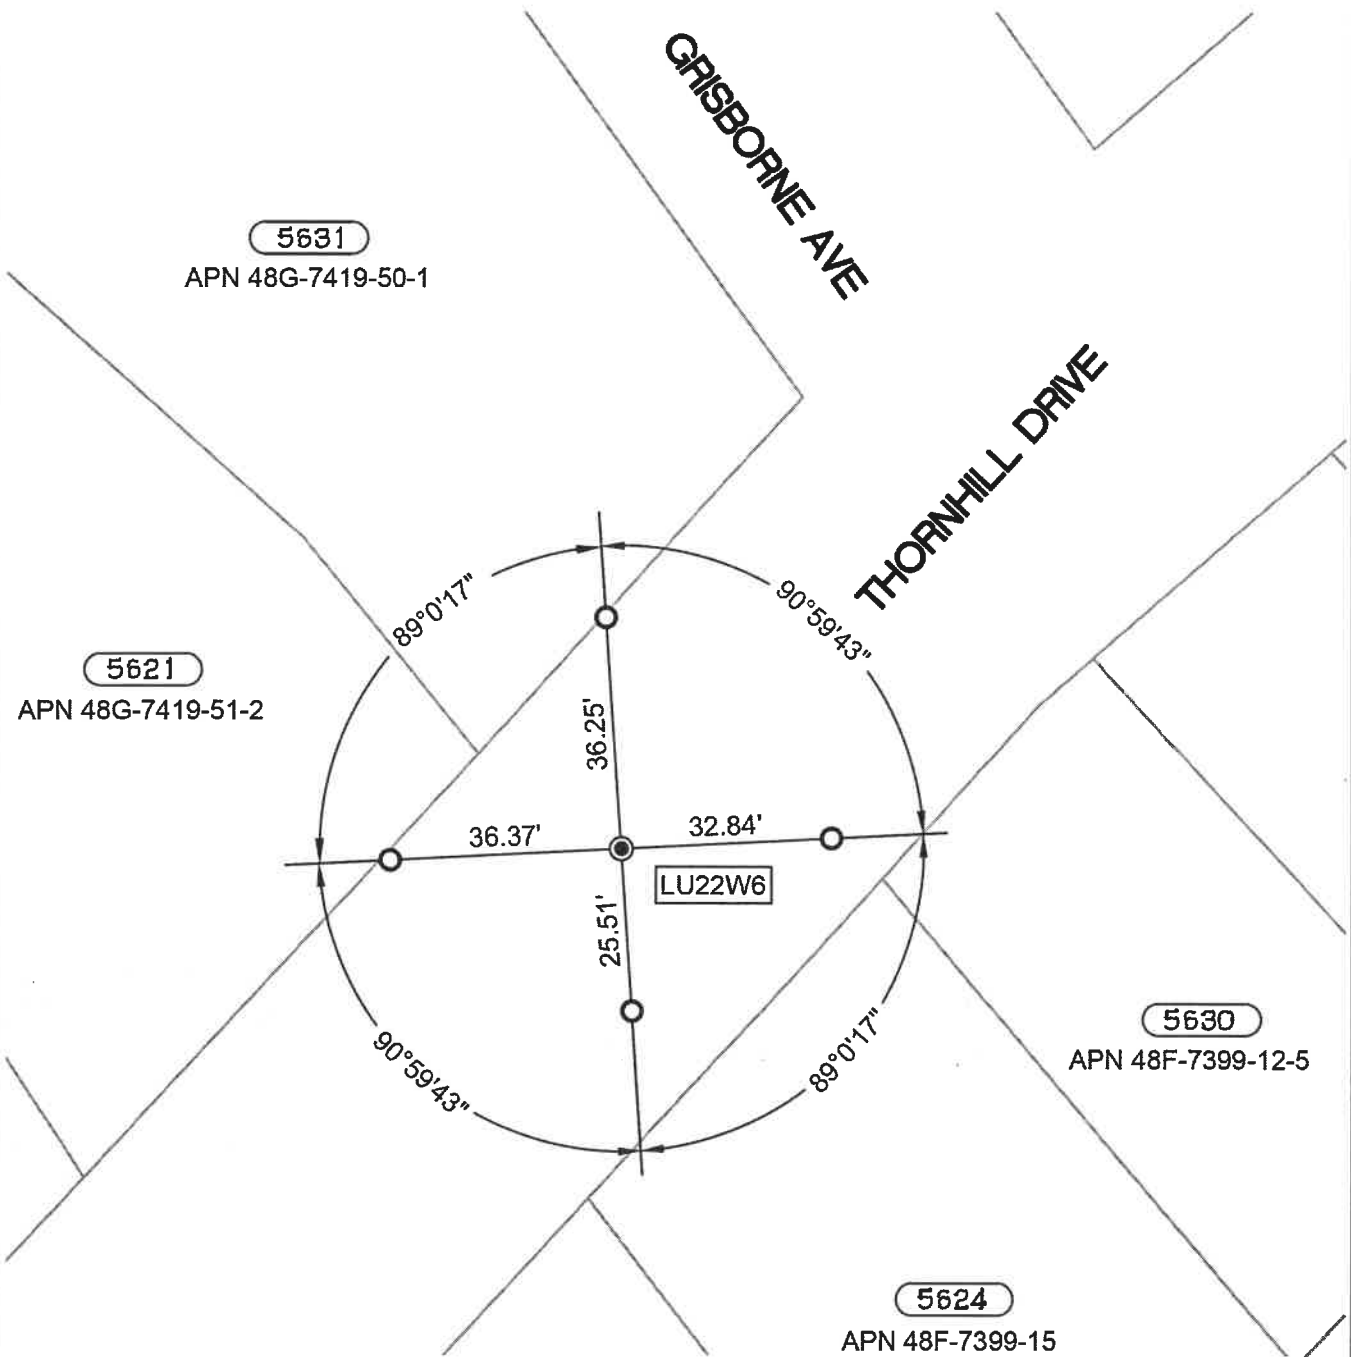 GRISBORNE AVE
5631
APN 48G-7419-50-1
THORNHILL DRIVE
89°0'17"
90°59'43"
5621
APN 48G-7419-51-2
36.25'
36.37'
32.84'
LU22W6
25.51'
90°59'43"
89°0'17"
5630
APN 48F-7399-12-5
5624
APN 48F-7399-15